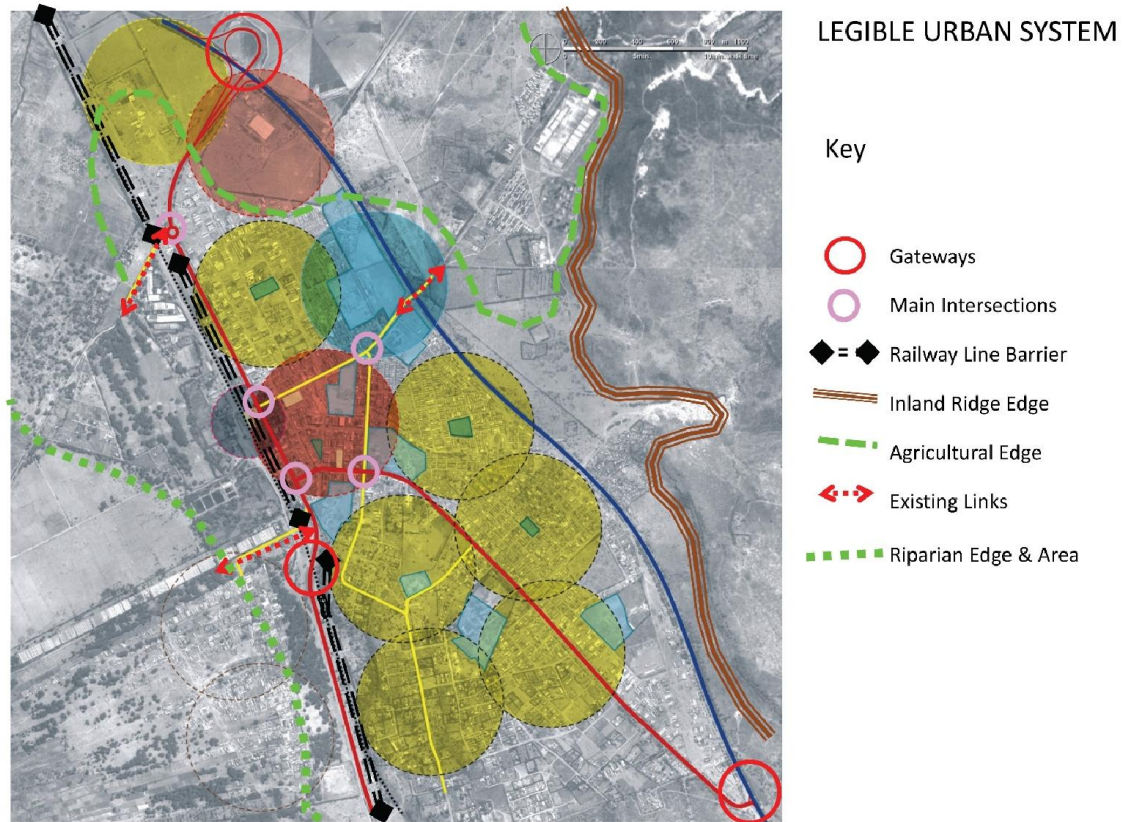 LEGIBLE URBAN SYSTEM
Key
Gateways
Main Intersections
Railway Line Barrier
Inland Ridge Edge
Agricultural Edge
Existing Links
Riparian Edge & Area